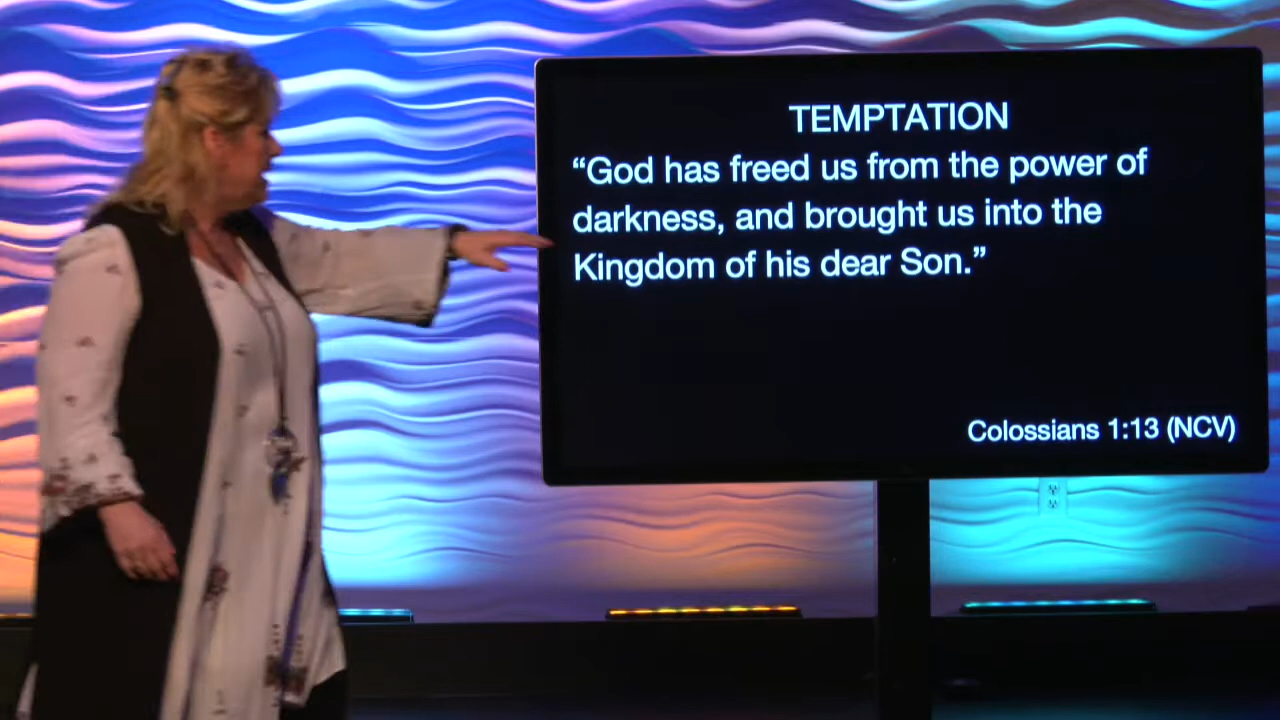 TEMPTATION
“God has freed us from the power of
darkness, and brought us into the
Kingdom of his dear Son.”
Colossians 1:13 (NCV)